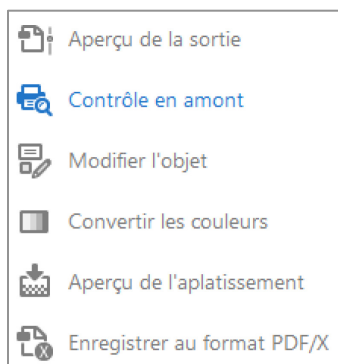 Aperçu de la sortie
Contrôle en amont
Modifier l'objet
Convertir les couleurs
Aperçu de l'aplatissement
Enregistrer au format PDF/X